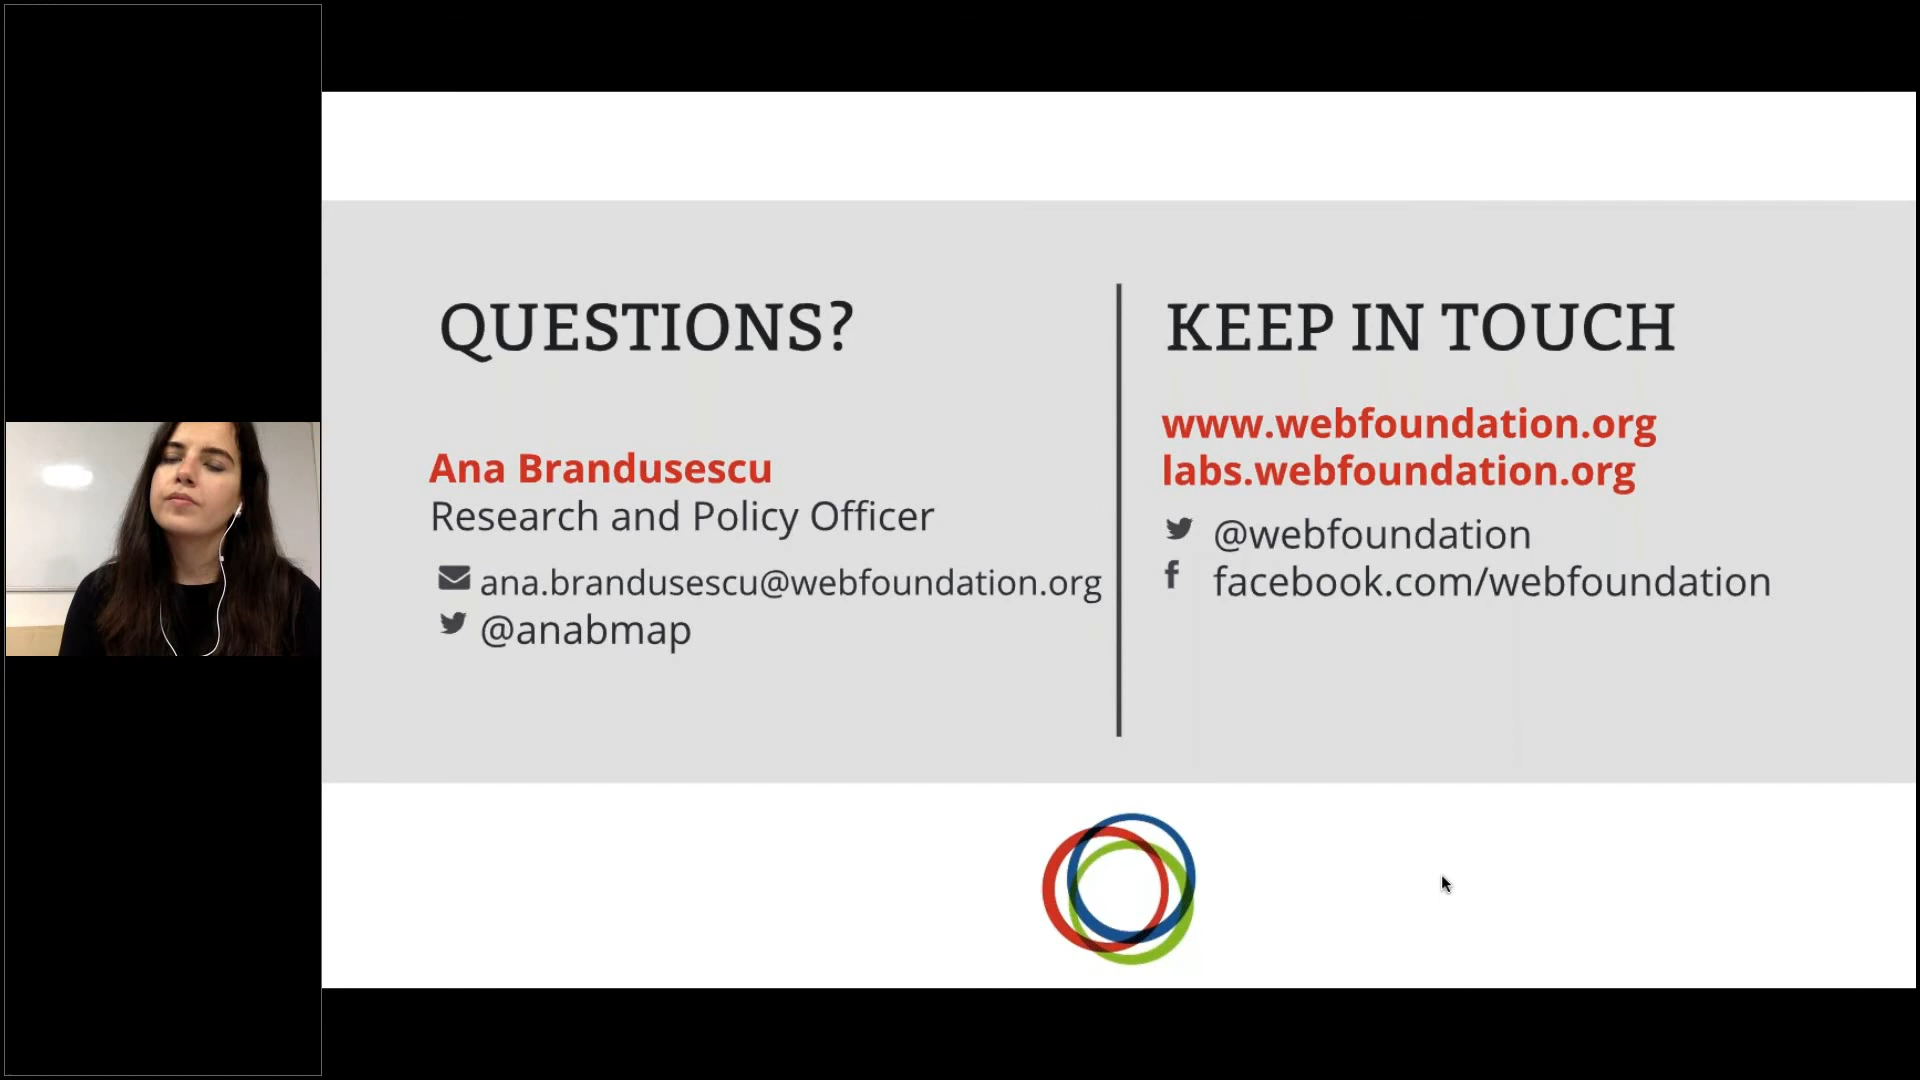 QUESTIONS?
Ana Brandusescu
Research and Policy Officer
ana.brandusescu@webfoundation.org
@anabmap
KEEP IN TOUCH
www.webfoundation.org
labs.webfoundation.org
@webfoundation
facebook.com/webfoundation